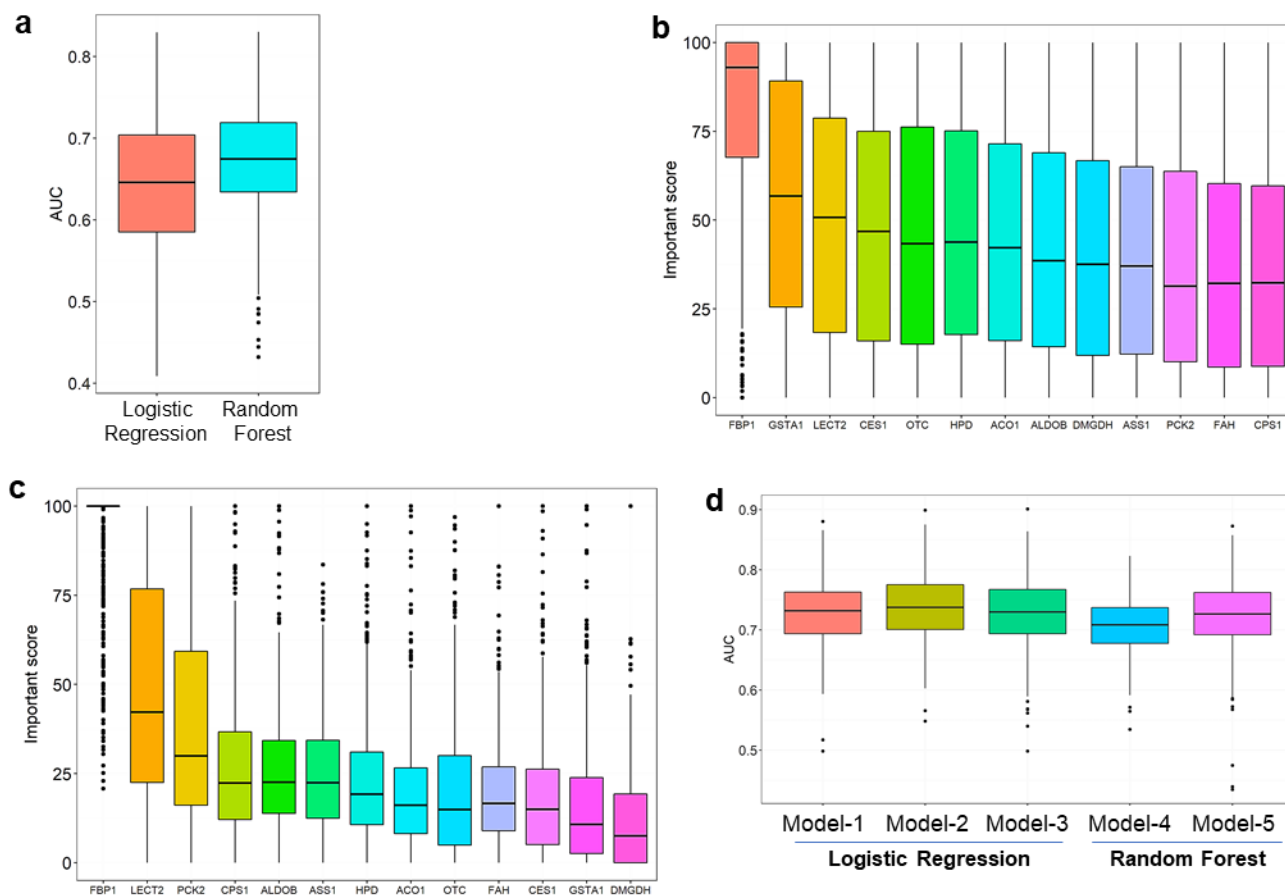 a
AUC
0.8
0.7
0.6
0.5
0.4
Logistic Regression
Random Forest
b
Important score
100
75
50
25
0
FBP1 GSTA1 LECT2 CES1 OTC HPD ACO1 ALDOB DMGDH ASS1 PCK2 FAH CPS1
c
Important score
100
75
50
25
0
FBP1 LECT2 PCK2 CPS1 ALDOB ASS1 HPD ACO1 OTC FAH CES1 GSTA1 DMGDH
d
AUC
0.9
0.8
0.7
0.6
0.5
Model-1 Model-2 Model-3 Model-4 Model-5
Logistic Regression Random Forest